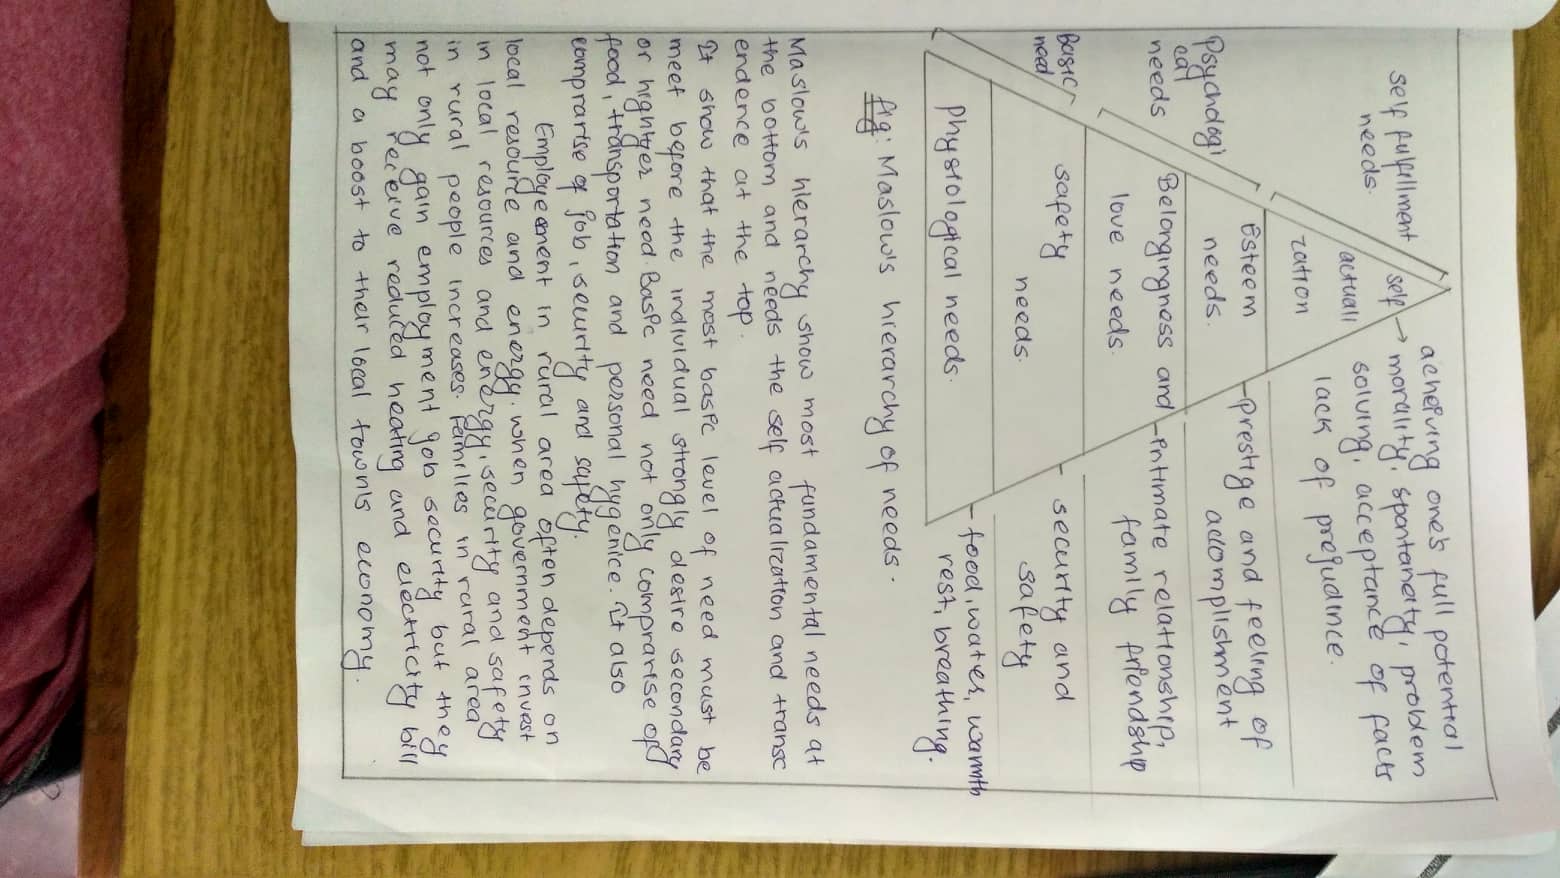 achieving one's full potential
self → morality, spontaneity, problem
self fulfillment
needs.
actuali
solving, acceptance of facts
zation
lack of pregudince.
Psychologi
cal
needs
Esteem
needs.
prestige and feeling of
accomplishment
Belongingness and
love needs.
intimate relationship,
family friendship
Basic
need
safety
needs.
security and
safety
Physiological needs.
food, water, warmth
rest, breathing.
fig: Maslow's hierarchy of needs.
Maslow's hierarchy show most fundamental needs at
the bottom and needs the self actualization and transc
endence at the top.
It show that the most basic level of need must be
meet before the individual strongly desire secondary
or hightyer need Basic need not only comprarise of
food, transportation and personal hygenice. It also
comprarise of job, security and safety.
Employeement in rural area often depends on
local resource and energy. when government invest
in local resources and energy, security and safety
in rural people increases. Families in rural area
not only gain employment job security but they
may receive reduced heating and electricity bill
and a boost to their local towns economy.